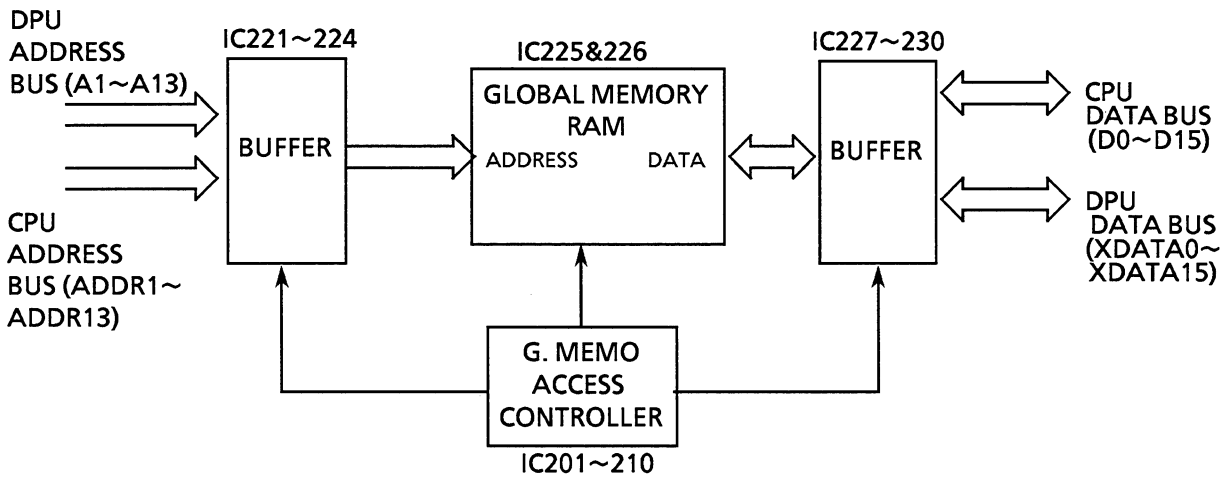 DPU
ADDRESS
BUS (A1～A13)
CPU
ADDRESS
BUS (ADDR1～
ADDR13)
IC221～224
BUFFER
IC225&226
GLOBAL MEMORY
RAM
ADDRESS DATA
IC227～230
BUFFER
CPU
DATA BUS
(D0～D15)
DPU
DATA BUS
(XDATA0～
XDATA15)
G. MEMO
ACCESS
CONTROLLER
IC201～210